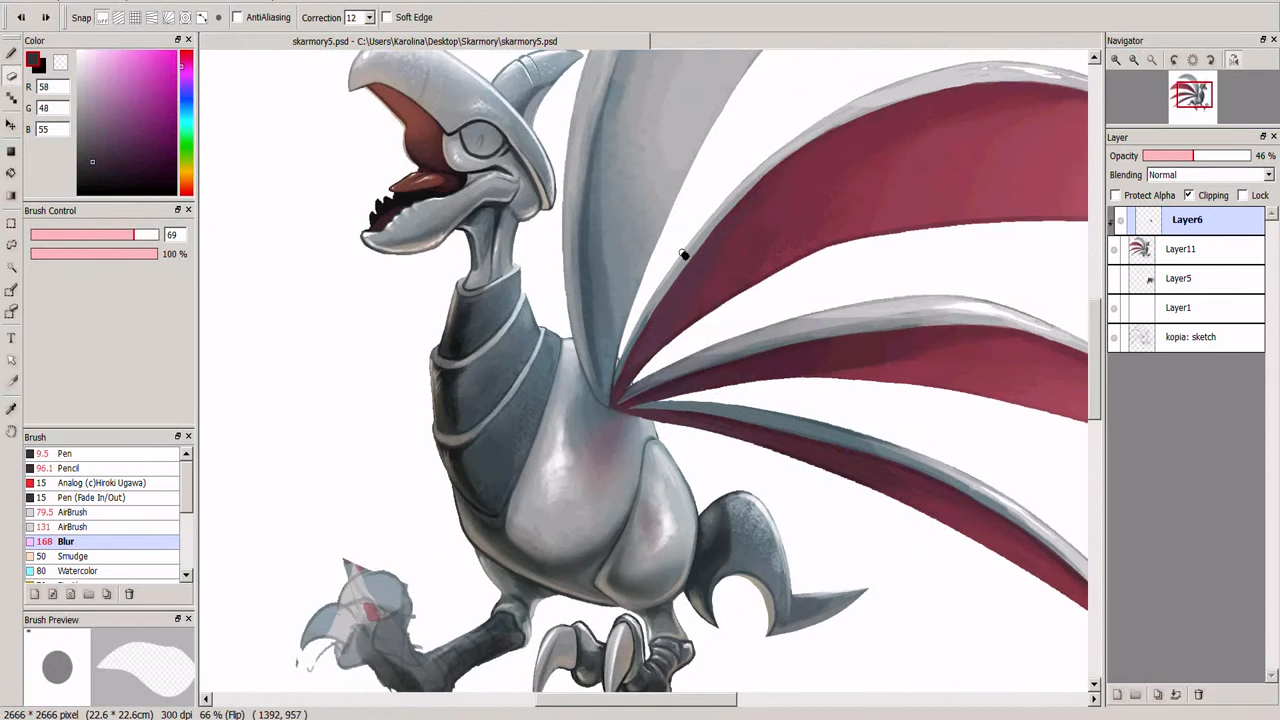 Snap AntiAliasing Correction 12 Soft Edge
Color
skarmory5.psd - C:\Users\Karolina\Desktop\Skarmory\skarmory5.psd
Navigator
R 58
G 48
B 55
Layer
Opacity 46 %
Blending Normal
Protect Alpha Clipping Lock
Brush Control
69
100 %
Layer6
Layer11
Layer5
Layer1
kopia: sketch
Brush
9.5 Pen
96.1 Pencil
15 Analog (c)Hiroki Ugawa)
15 Pen (Fade In/Out)
79.5 AirBrush
131 AirBrush
168 Blur
50 Smudge
80 Watercolor
Brush Preview
2666 * 2666 pixel (22.6 * 22.6cm) 300 dpi
66 % (Flip) ( 1392, 957 )